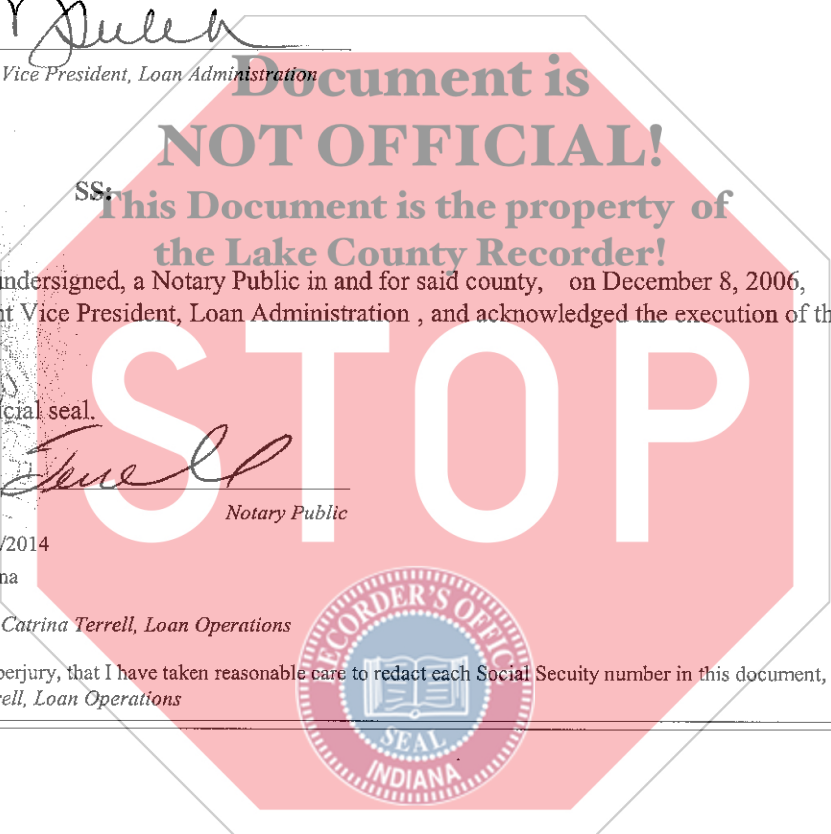 Vice President, Loan Administration
Document is
NOT OFFICIAL!
SS:
This Document is the property of
the Lake County Recorder!
undersigned, a Notary Public in and for said county, on December 8, 2006,
nt Vice President, Loan Administration , and acknowledged the execution of th
STOP
icial seal.
Notary Public
/2014
na
Catrina Terrell, Loan Operations
perjury, that I have taken reasonable care to redact each Social Secuity number in this document,
rell, Loan Operations
RECORDER'S OFFICE
SEAL
INDIANA